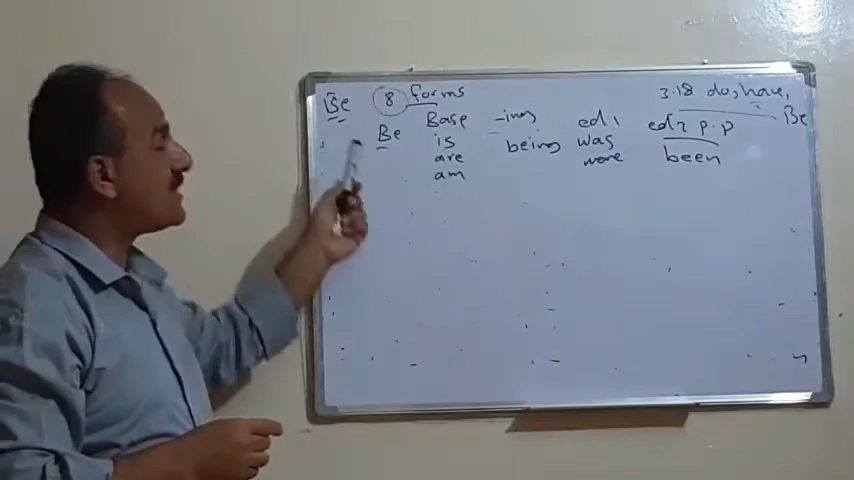 Be 8 forms 3.18 do, have, Be
Be Base -ing ed1 ed2 p.p
is being was been
are were
am